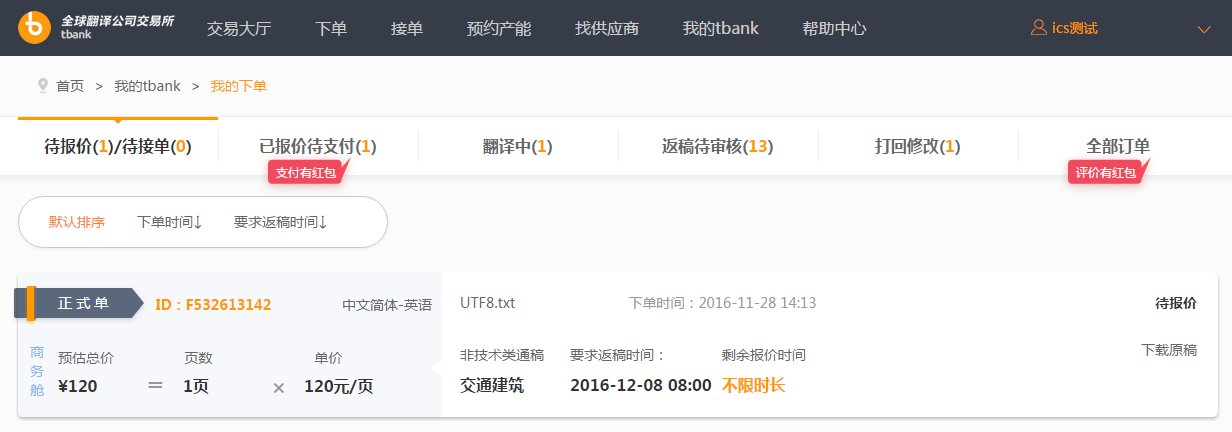 全球翻译公司交易所
tbank
交易大厅 下单 接单 预约产能 找供应商 我的tbank 帮助中心 ics测试
首页 > 我的tbank > 我的下单
待报价(1)/待接单(0) 已报价待支付(1) 翻译中(1) 返稿待审核(13) 打回修改(1) 全部订单
支付有红包 评价有红包
默认排序 下单时间↓ 要求返稿时间↓
正式单 ID：F532613142 中文简体-英语 UTF8.txt 下单时间：2016-11-28 14:13 待报价
商务舱
预估总价 页数 单价 非技术类通稿 要求返稿时间： 剩余报价时间 下载原稿
¥120 = 1页 × 120元/页 交通建筑 2016-12-08 08:00 不限时长